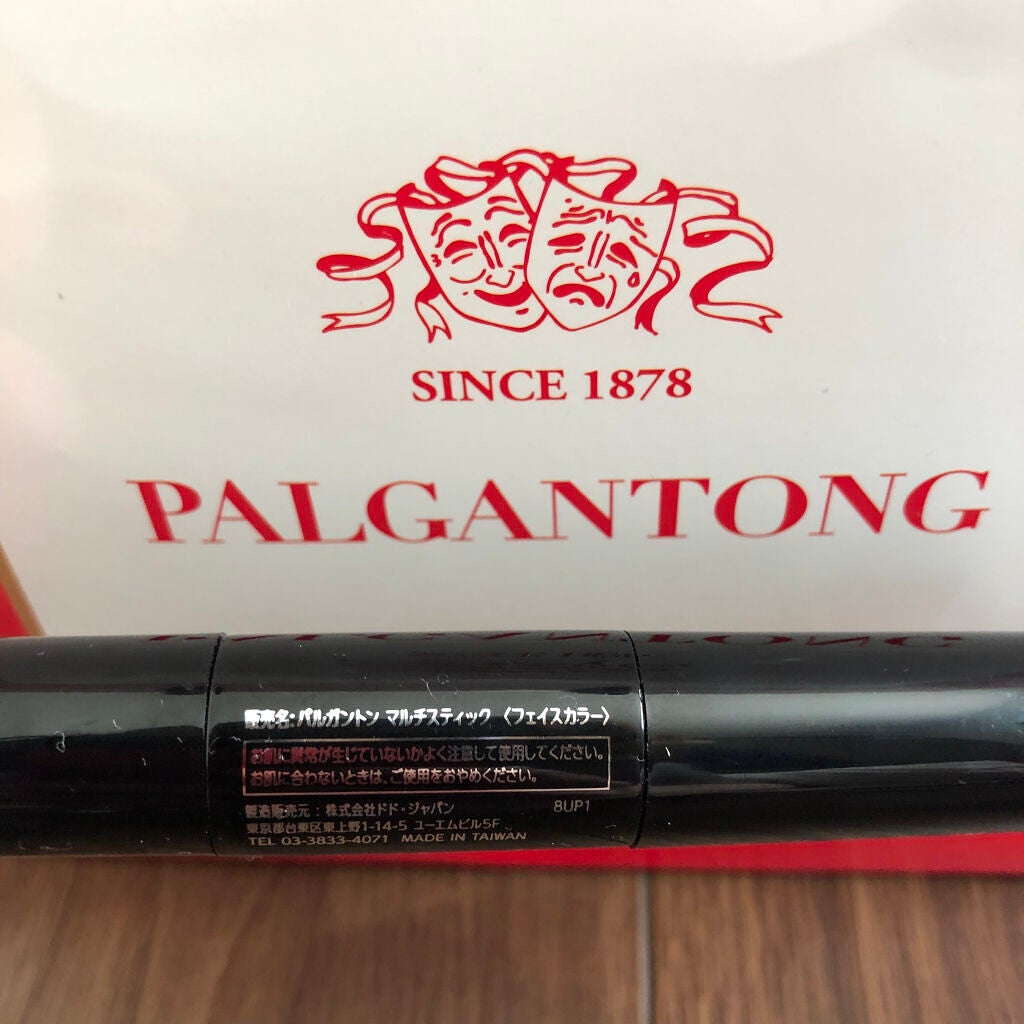 SINCE 1878
PALGANTONG
販売名:パルガントン マルチスティック〈フェイスカラー〉
お肌に異常が生じていないかよく注意して使用してください。
お肌に合わないときは、ご使用をおやめください。
製造販売元:株式会社ドド・ジャパン 8UP1
東京都台東区東上野1-14-5 ユーエムビル5F
TEL 03-3833-4071 MADE IN TAIWAN